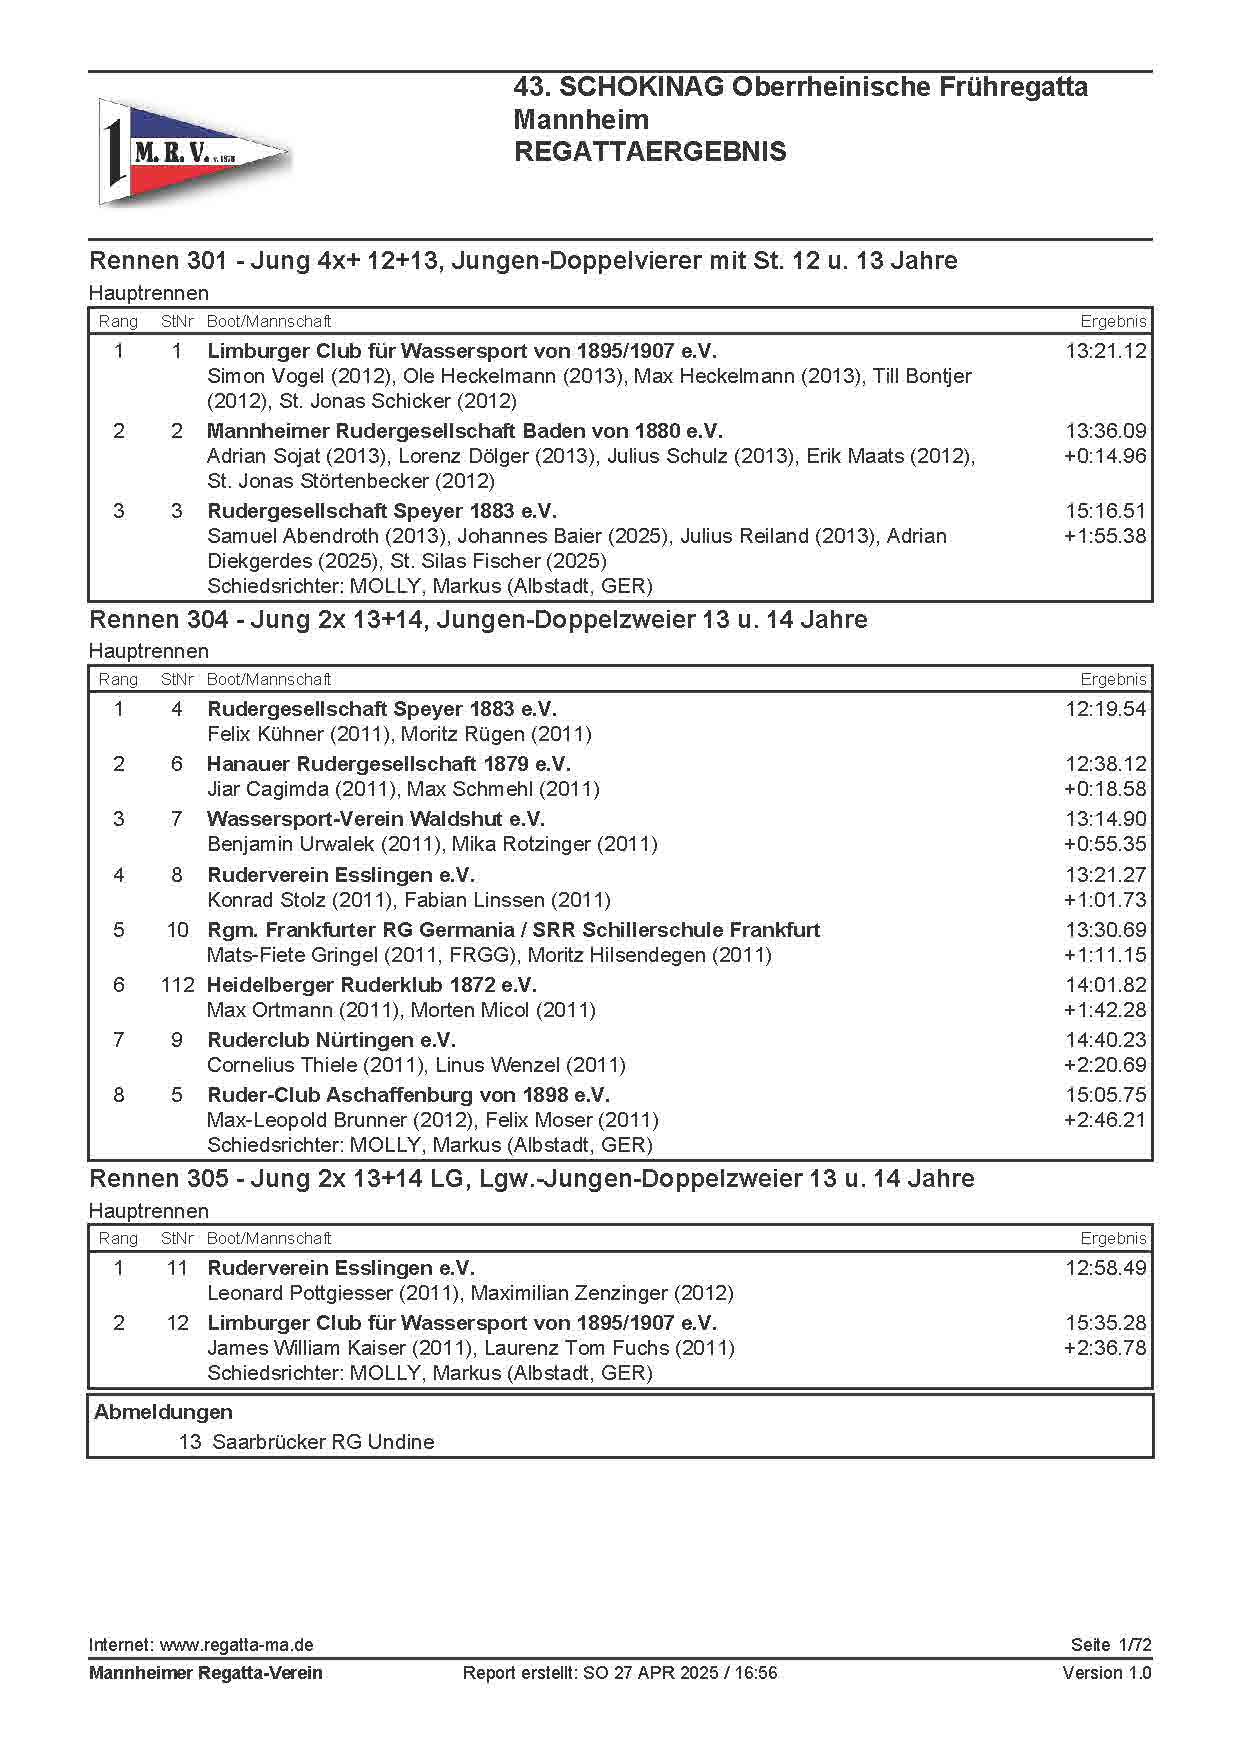 43. SCHOKINAG Oberrheinische Frühregatta
Mannheim
REGATTAERGEBNIS
1 M. R. V. v. 1878
Rennen 301 - Jung 4x+ 12+13, Jungen-Doppelvierer mit St. 12 u. 13 Jahre
Hauptrennen
Rang StNr Boot/Mannschaft Ergebnis
1 1 Limburger Club für Wassersport von 1895/1907 e.V. 13:21.12
Simon Vogel (2012), Ole Heckelmann (2013), Max Heckelmann (2013), Till Bontjer
(2012), St. Jonas Schicker (2012)
2 2 Mannheimer Rudergesellschaft Baden von 1880 e.V. 13:36.09
Adrian Sojat (2013), Lorenz Dölger (2013), Julius Schulz (2013), Erik Maats (2012), +0:14.96
St. Jonas Störtenbecker (2012)
3 3 Rudergesellschaft Speyer 1883 e.V. 15:16.51
Samuel Abendroth (2013), Johannes Baier (2025), Julius Reiland (2013), Adrian +1:55.38
Diekgerdes (2025), St. Silas Fischer (2025)
Schiedsrichter: MOLLY, Markus (Albstadt, GER)
Rennen 304 - Jung 2x 13+14, Jungen-Doppelzweier 13 u. 14 Jahre
Hauptrennen
Rang StNr Boot/Mannschaft Ergebnis
1 4 Rudergesellschaft Speyer 1883 e.V. 12:19.54
Felix Kühner (2011), Moritz Rügen (2011)
2 6 Hanauer Rudergesellschaft 1879 e.V. 12:38.12
Jiar Cagimda (2011), Max Schmehl (2011) +0:18.58
3 7 Wassersport-Verein Waldshut e.V. 13:14.90
Benjamin Urwalek (2011), Mika Rotzinger (2011) +0:55.35
4 8 Ruderverein Esslingen e.V. 13:21.27
Konrad Stolz (2011), Fabian Linssen (2011) +1:01.73
5 10 Rgm. Frankfurter RG Germania / SRR Schillerschule Frankfurt 13:30.69
Mats-Fiete Gringel (2011, FRGG), Moritz Hilsendegen (2011) +1:11.15
6 112 Heidelberger Ruderklub 1872 e.V. 14:01.82
Max Ortmann (2011), Morten Micol (2011) +1:42.28
7 9 Ruderclub Nürtingen e.V. 14:40.23
Cornelius Thiele (2011), Linus Wenzel (2011) +2:20.69
8 5 Ruder-Club Aschaffenburg von 1898 e.V. 15:05.75
Max-Leopold Brunner (2012), Felix Moser (2011) +2:46.21
Schiedsrichter: MOLLY, Markus (Albstadt, GER)
Rennen 305 - Jung 2x 13+14 LG, Lgw.-Jungen-Doppelzweier 13 u. 14 Jahre
Hauptrennen
Rang StNr Boot/Mannschaft Ergebnis
1 11 Ruderverein Esslingen e.V. 12:58.49
Leonard Pottgiesser (2011), Maximilian Zenzinger (2012)
2 12 Limburger Club für Wassersport von 1895/1907 e.V. 15:35.28
James William Kaiser (2011), Laurenz Tom Fuchs (2011) +2:36.78
Schiedsrichter: MOLLY, Markus (Albstadt, GER)
Abmeldungen
13 Saarbrücker RG Undine
Internet: www.regatta-ma.de Seite 1/72
Mannheimer Regatta-Verein Report erstellt: SO 27 APR 2025 / 16:56 Version 1.0